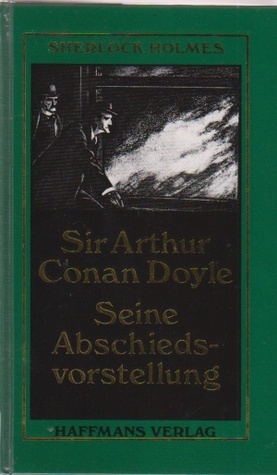 SHERLOCK HOLMES
Sir Arthur
Conan Doyle
Seine
Abschieds-
vorstellung
HAFFMANS VERLAG